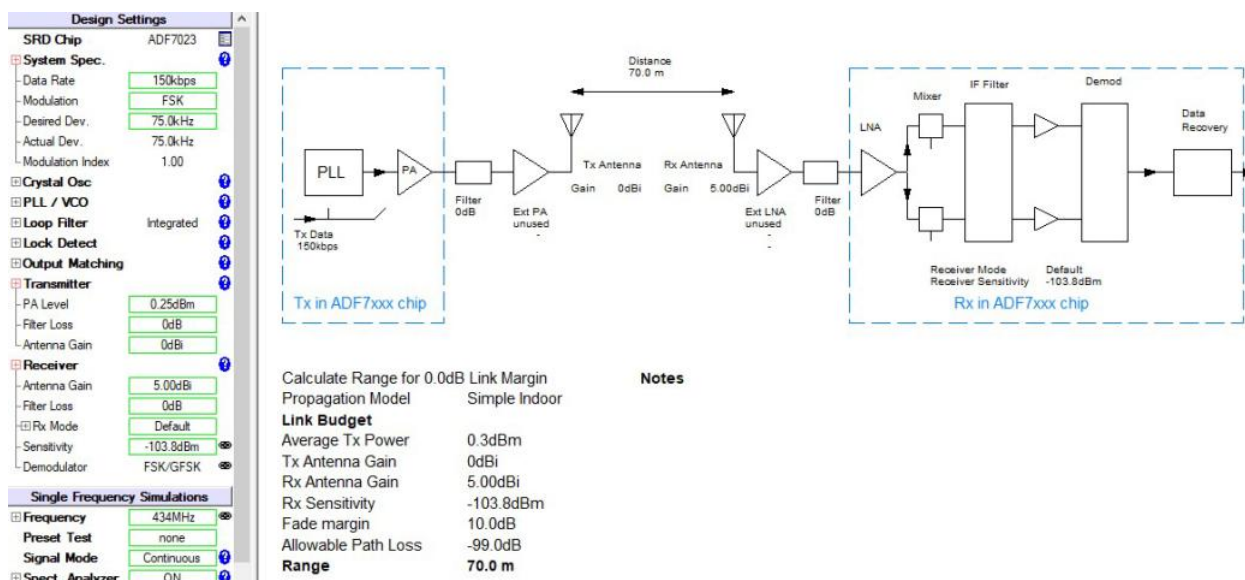 Design Settings
SRD Chip ADF7023
System Spec.
Data Rate 150kbps
Modulation FSK
Desired Dev. 75.0kHz
Actual Dev. 75.0kHz
Modulation Index 1.00
Crystal Osc
PLL / VCO
Loop Filter Integrated
Lock Detect
Output Matching
Transmitter
PA Level 0.25dBm
Filter Loss 0dB
Antenna Gain 0dBi
Receiver
Antenna Gain 5.00dBi
Filter Loss 0dB
Rx Mode Default
Sensitivity -103.8dBm
Demodulator FSK/GFSK
Single Frequency Simulations
Frequency 434MHz
Preset Test none
Signal Mode Continuous
Spect. Analyzer ON
Distance
70.0 m
PLL
PA
Tx Data
150kbps
Filter
0dB
Ext PA
unused
-
Tx Antenna
Gain 0dBi
Rx Antenna
Gain 5.00dBi
Ext LNA
unused
-
-
Filter
0dB
LNA
Mixer
IF Filter
Demod
Data
Recovery
Receiver Mode Default
Receiver Sensitivity -103.8dBm
Tx in ADF7xxx chip
Rx in ADF7xxx chip
Calculate Range for 0.0dB Link Margin
Notes
Propagation Model Simple Indoor
Link Budget
Average Tx Power 0.3dBm
Tx Antenna Gain 0dBi
Rx Antenna Gain 5.00dBi
Rx Sensitivity -103.8dBm
Fade margin 10.0dB
Allowable Path Loss -99.0dB
Range 70.0 m